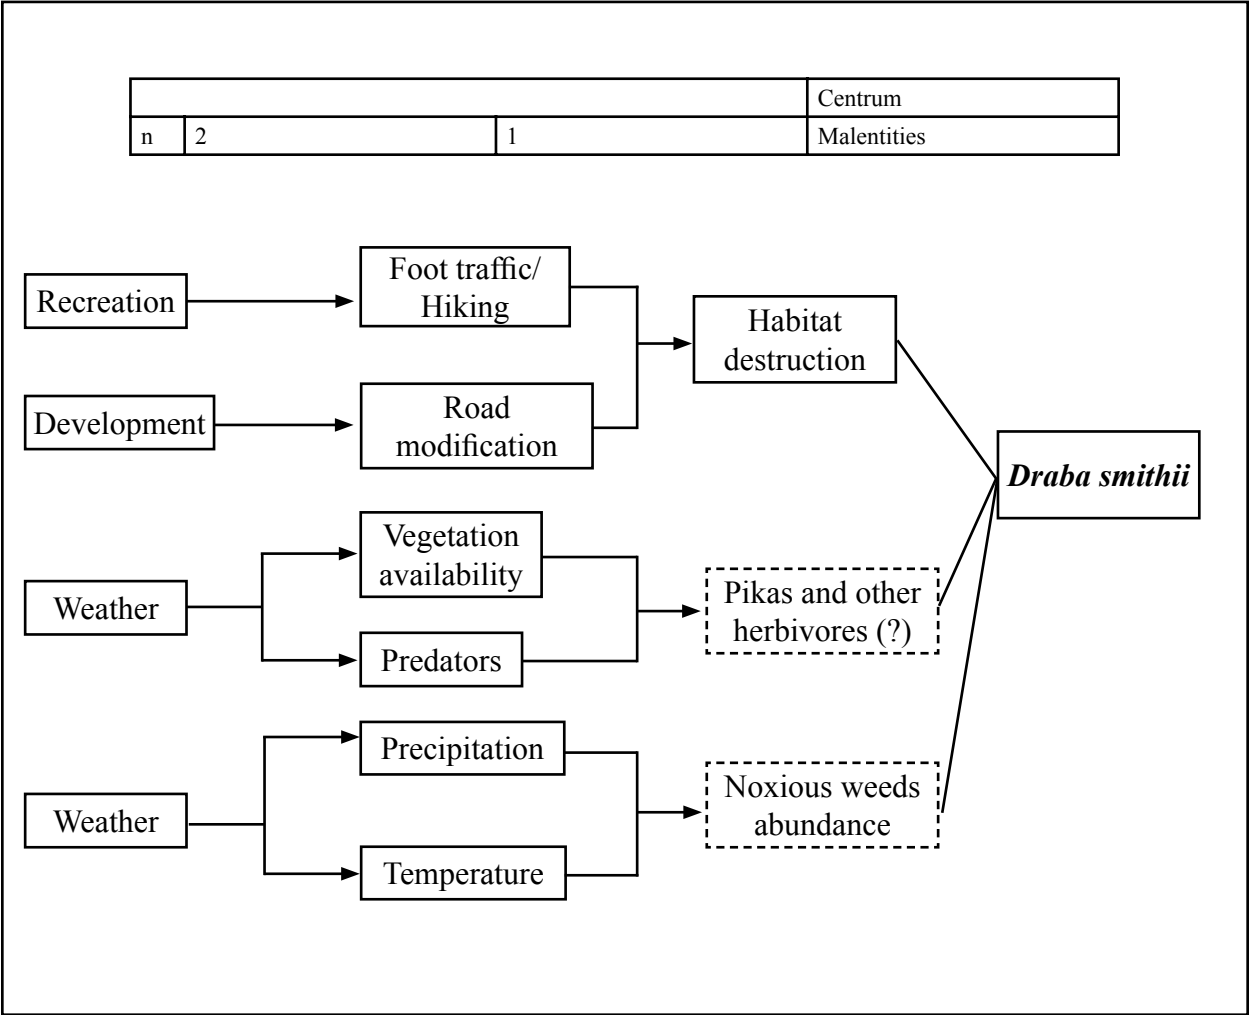 Centrum
n 2 1 Malentities
Recreation
Foot traffic/
Hiking
Habitat
destruction
Development
Road
modification
Draba smithii
Weather
Vegetation
availability
Predators
Pikas and other
herbivores (?)
Weather
Precipitation
Temperature
Noxious weeds
abundance